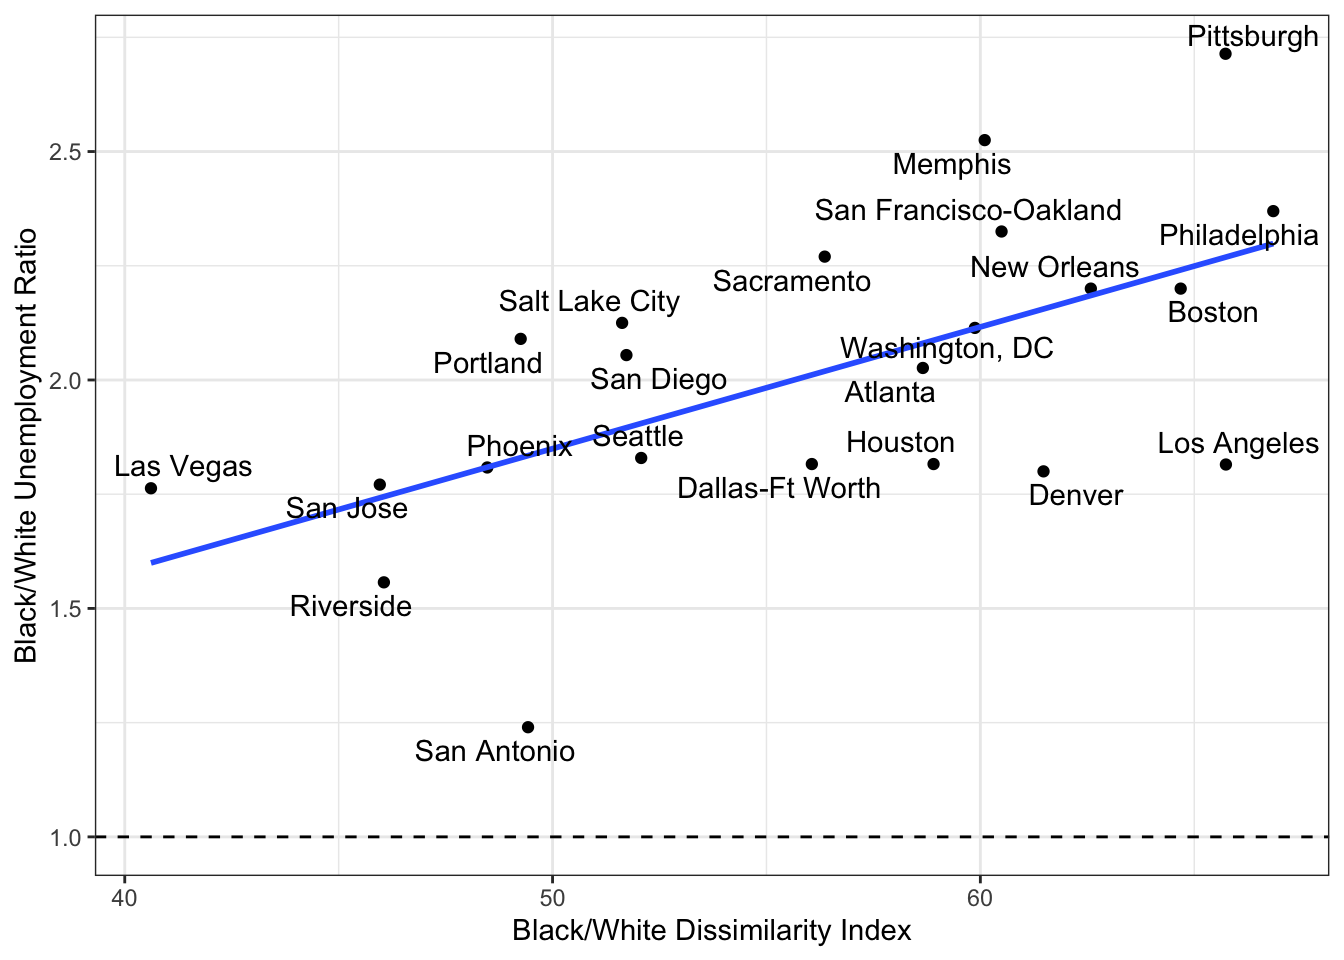 Pittsburgh
2.5
Memphis
San Francisco-Oakland
Philadelphia
New Orleans
Sacramento
Salt Lake City
Boston
Washington, DC
Portland
2.0
San Diego
Atlanta
Seattle
Houston
Los Angeles
Phoenix
Las Vegas
Dallas-Ft Worth
Denver
San Jose
1.5
Riverside
San Antonio
1.0
40
50
60
Black/White Dissimilarity Index
Black/White Unemployment Ratio